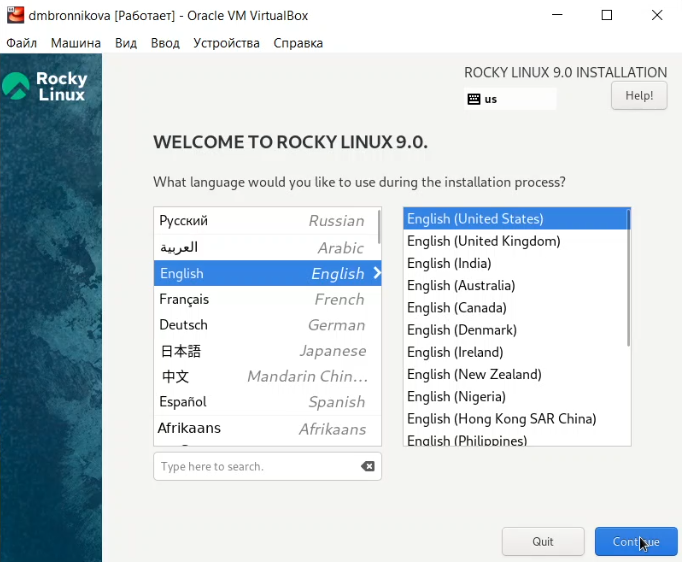 dmbronnikova [Работает] - Oracle VM VirtualBox
Файл Машина Вид Ввод Устройства Справка
Rocky
Linux
ROCKY LINUX 9.0 INSTALLATION
us
Help!
WELCOME TO ROCKY LINUX 9.0.
What language would you like to use during the installation process?
Русский Russian
العربية Arabic
English English
Français French
Deutsch German
日本語 Japanese
中文 Mandarin Chin...
Español Spanish
Afrikaans Afrikaans
English (United States)
English (United Kingdom)
English (India)
English (Australia)
English (Canada)
English (Denmark)
English (Ireland)
English (New Zealand)
English (Nigeria)
English (Hong Kong SAR China)
English (Philippines)
Type here to search.
Quit
Continue